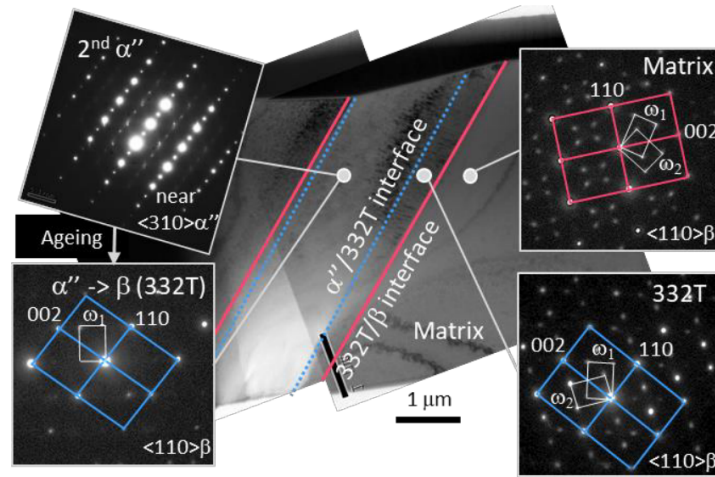 2nd α''
near
<310>α''
Ageing
α'' -> β (332T)
002
110
ω1
<110>β
α''/332T interface
332T/β interface
Matrix
1 μm
Matrix
110
002
ω1
ω2
<110>β
332T
002
110
ω1
ω2
<110>β